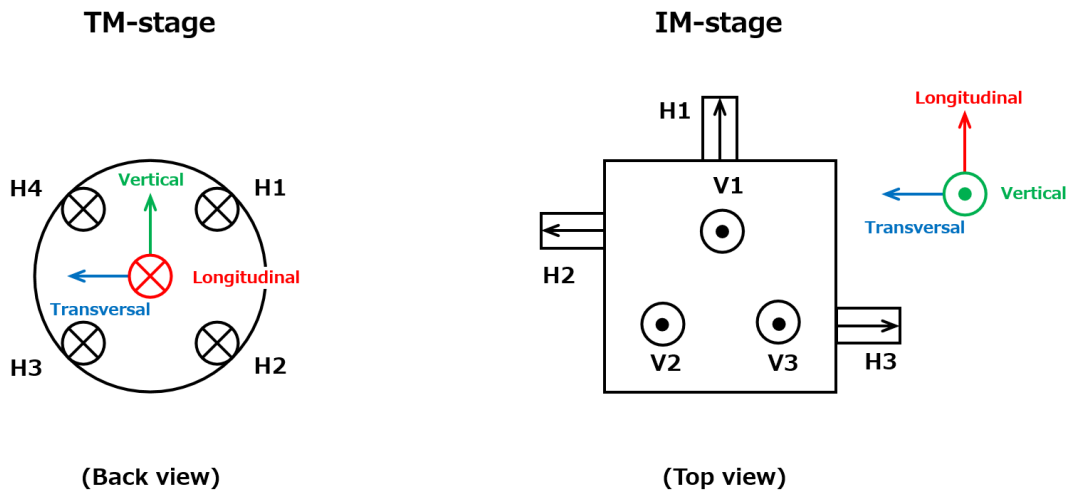 TM-stage
IM-stage
H4
Vertical
H1
Longitudinal
Transversal
H3
H2
(Back view)
H1
V1
H2
V2
V3
H3
(Top view)
Longitudinal
Vertical
Transversal